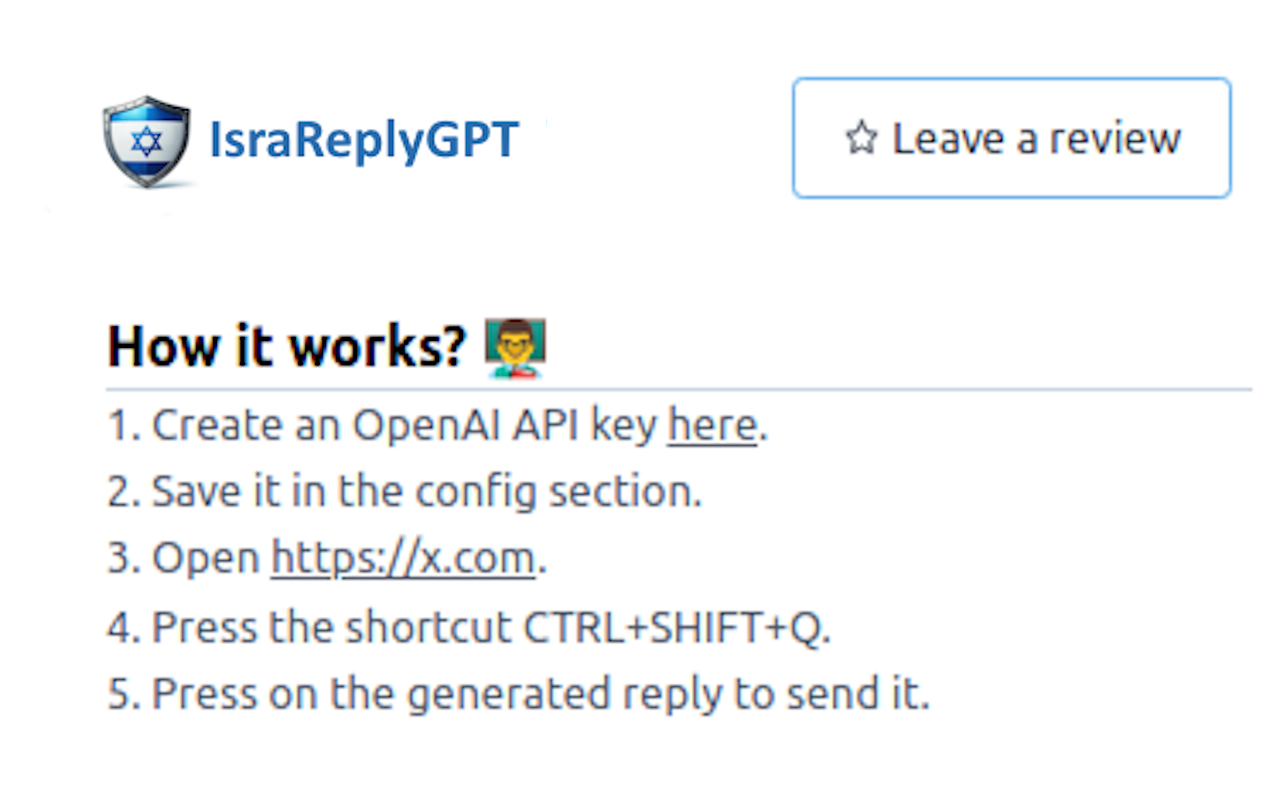 IsraReplyGPT
Leave a review
How it works?
1. Create an OpenAI API key here.
2. Save it in the config section.
3. Open https://x.com.
4. Press the shortcut CTRL+SHIFT+Q.
5. Press on the generated reply to send it.